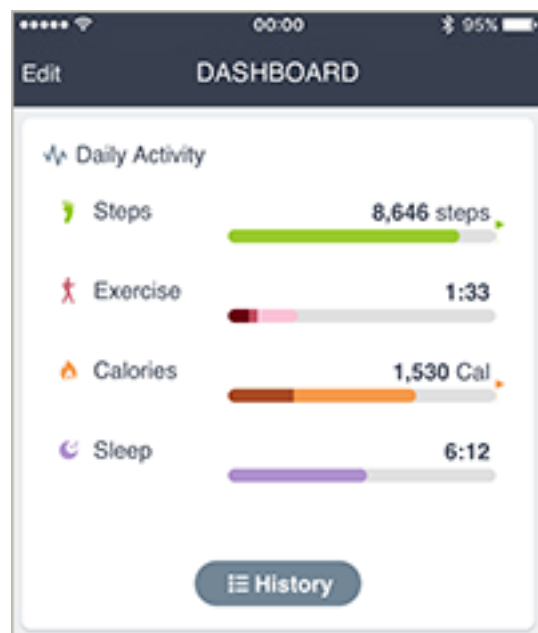 00:00 95%
Edit DASHBOARD
Daily Activity
Steps 8,646 steps
Exercise 1:33
Calories 1,530 Cal
Sleep 6:12
History